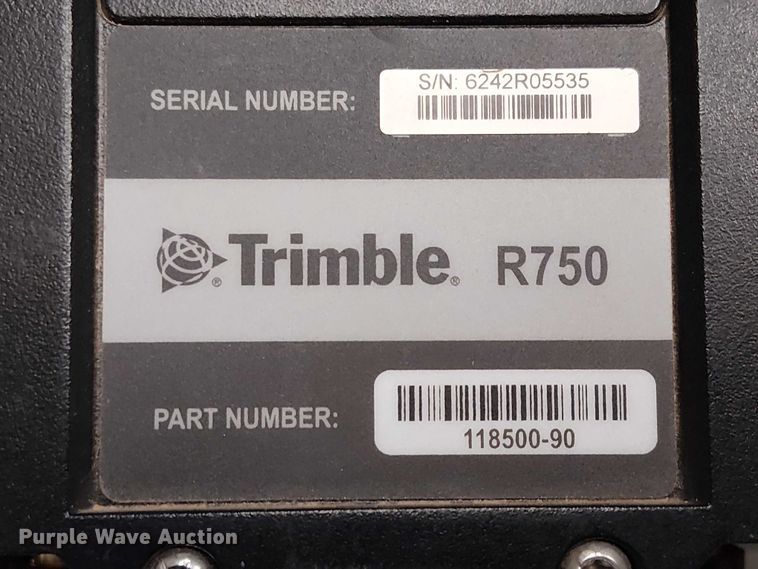 SERIAL NUMBER: S/N: 6242R05535
Trimble® R750
PART NUMBER: 118500-90
Purple Wave Auction